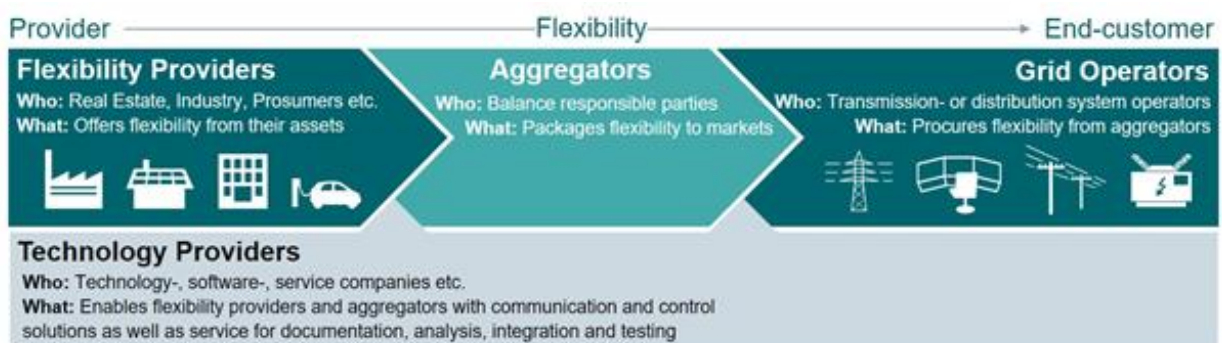 Provider Flexibility End-customer
Flexibility Providers
Who: Real Estate, Industry, Prosumers etc.
What: Offers flexibility from their assets
Aggregators
Who: Balance responsible parties
What: Packages flexibility to markets
Grid Operators
Who: Transmission- or distribution system operators
What: Procures flexibility from aggregators
Technology Providers
Who: Technology-, software-, service companies etc.
What: Enables flexibility providers and aggregators with communication and control
solutions as well as service for documentation, analysis, integration and testing